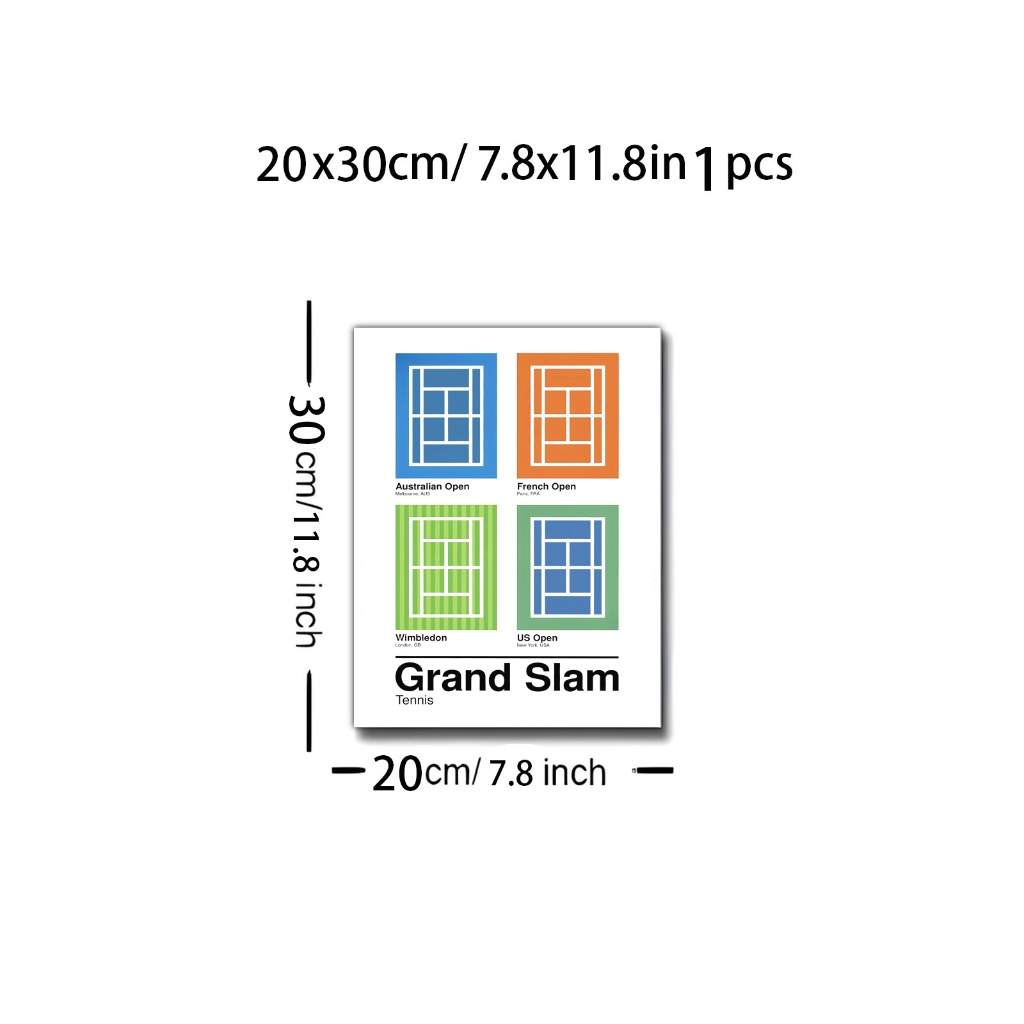 20x30cm/ 7.8x11.8in 1 pcs
30cm/11.8 inch
Australian Open
Melbourne, AUS
French Open
Paris, FRA
Wimbledon
London, GB
US Open
New York, USA
Grand Slam
Tennis
20cm/ 7.8 inch